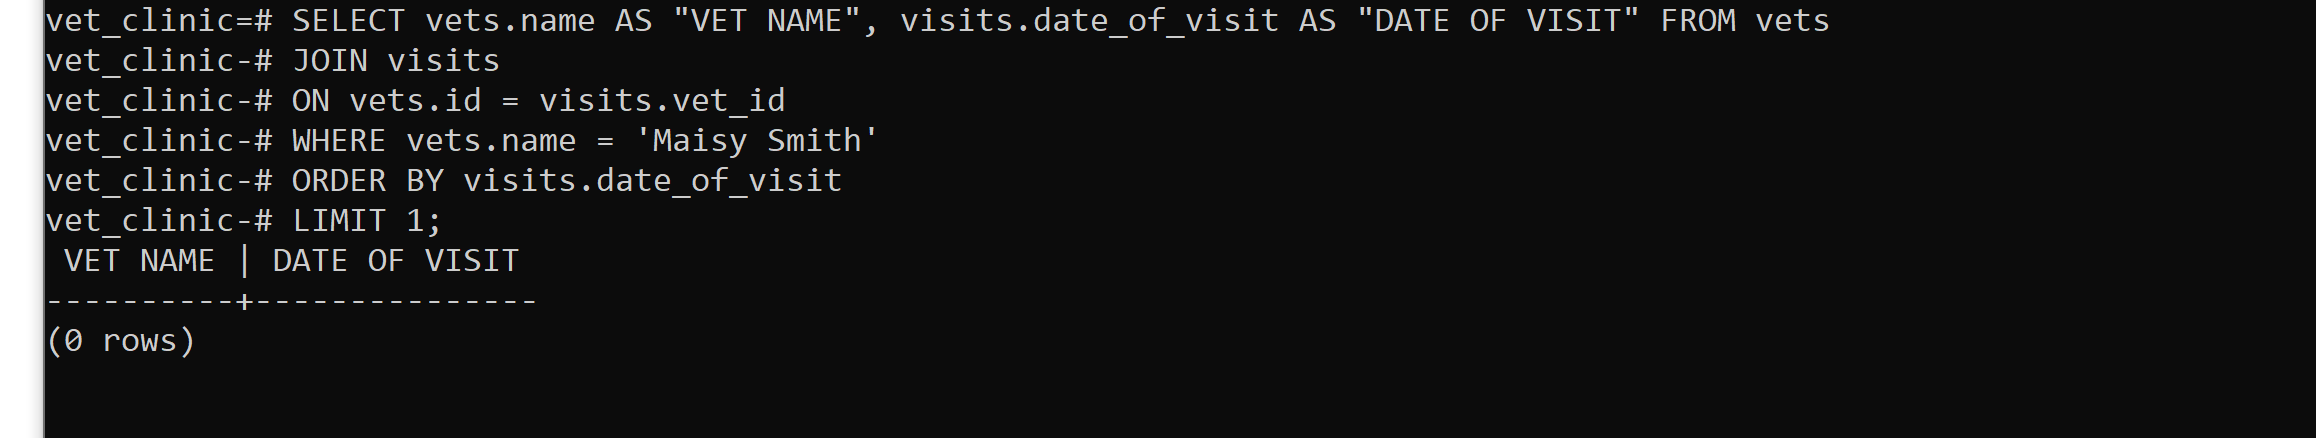 vet_clinic=# SELECT vets.name AS "VET NAME", visits.date_of_visit AS "DATE OF VISIT" FROM vets
vet_clinic-# JOIN visits
vet_clinic-# ON vets.id = visits.vet_id
vet_clinic-# WHERE vets.name = 'Maisy Smith'
vet_clinic-# ORDER BY visits.date_of_visit
vet_clinic-# LIMIT 1;
 VET NAME | DATE OF VISIT
----------+---------------
(0 rows)